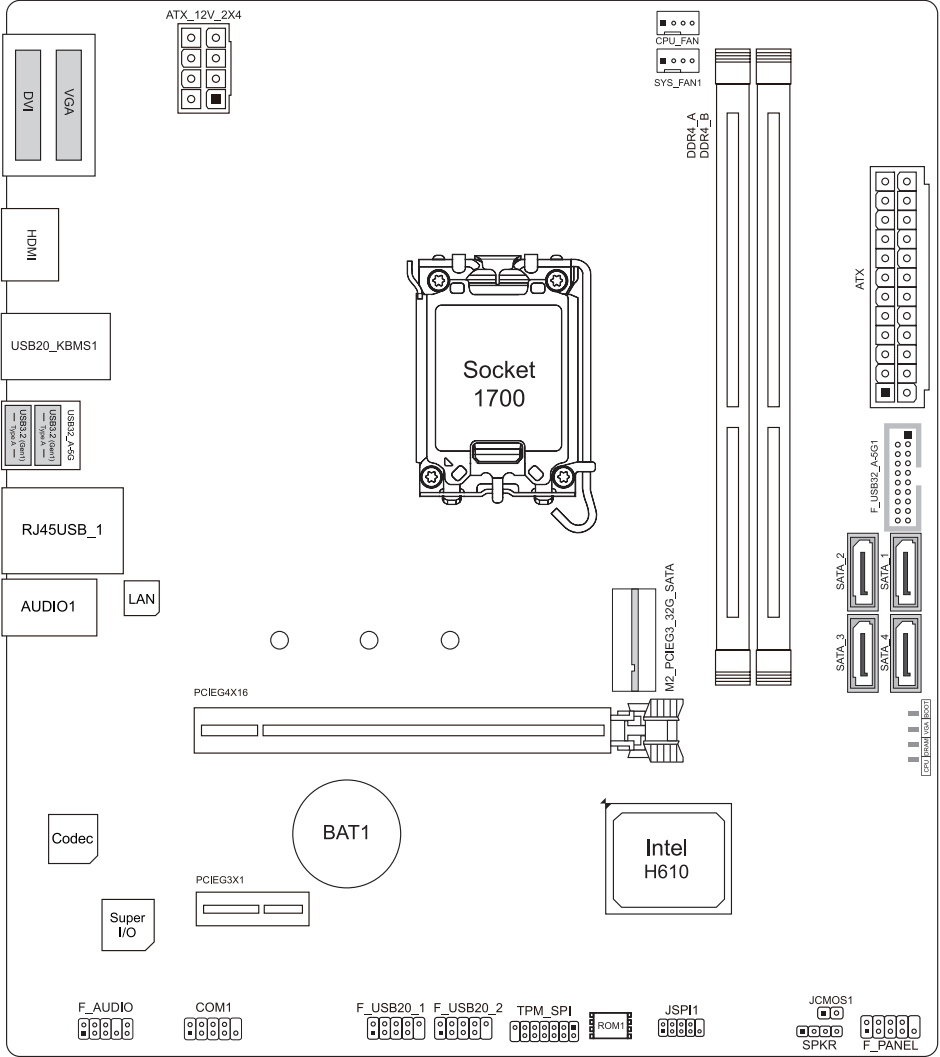 ATX_12V_2X4
CPU_FAN
SYS_FAN1
DVI
VGA
DDR4_A
DDR4_B
HDMI
ATX
USB20_KBMS1
Socket
1700
USB32_A-5G
USB3.2 (Gen1)
— Type A —
USB3.2 (Gen1)
— Type A —
F_USB32_A-5G1
RJ45USB_1
SATA_2
SATA_1
LAN
AUDIO1
M2_PCIEG3_32G_SATA
SATA_3
SATA_4
PCIEG4X16
CPU DRAM VGA BOOT
BAT1
Codec
Intel
H610
PCIEG3X1
Super
I/O
F_AUDIO
COM1
F_USB20_1
F_USB20_2
TPM_SPI
ROM1
JSPI1
JCMOS1
SPKR
F_PANEL